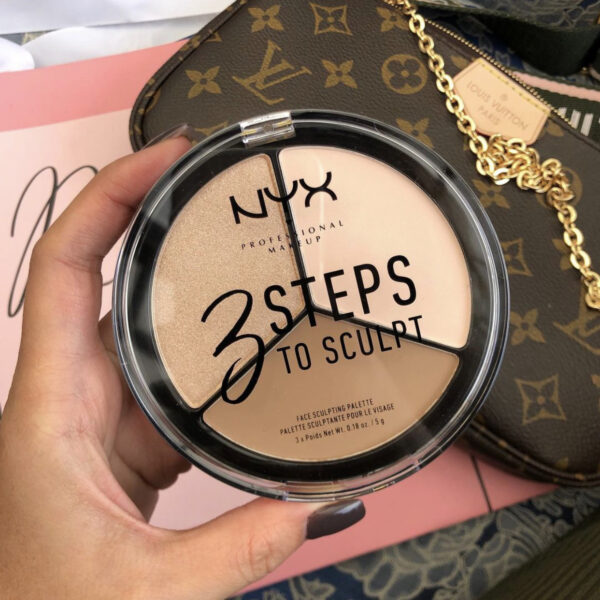 NYX
PROFESSIONAL
MAKEUP
3 STEPS
TO SCULPT
FACE SCULPTING PALETTE
PALETTE SCULPTANTE POUR LE VISAGE
3 x Poids Net Wt. 0.18 oz. / 5 g
LOUIS VUITTON
PARIS